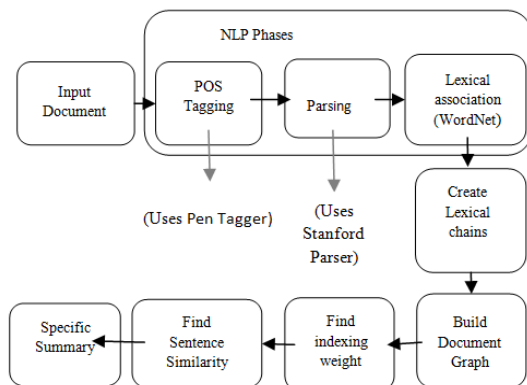 NLP Phases
Input
Document
POS
Tagging
Parsing
Lexical
association
(WordNet)
(Uses Pen Tagger)
(Uses
Stanford
Parser)
Create
Lexical
chains
Specific
Summary
Find
Sentence
Similarity
Find
indexing
weight
Build
Document
Graph